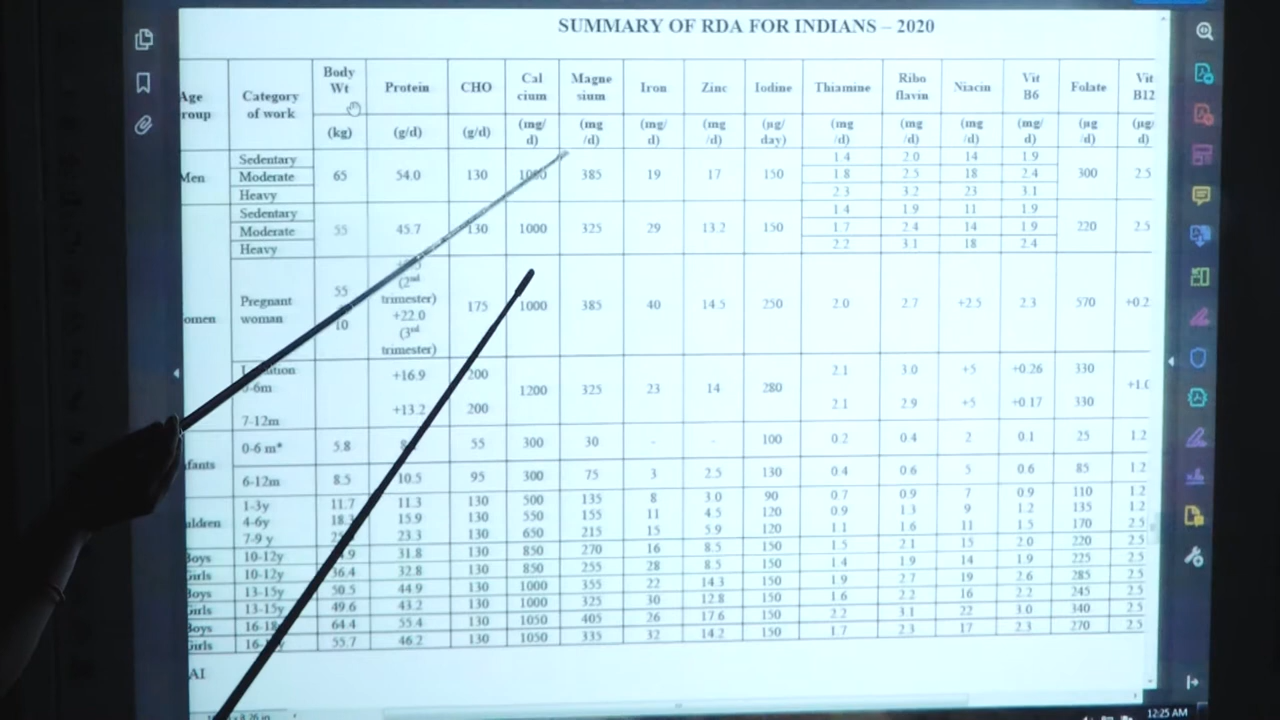 SUMMARY OF RDA FOR INDIANS – 2020
Age Group Category of work Body Wt Protein CHO Cal cium Magne sium Iron Zinc Iodine Thiamine Ribo flavin Niacin Vit B6 Folate Vit B12
(kg) (g/d) (g/d) (mg/ d) (mg /d) (mg/ d) (mg /d) (µg/ day) (mg /d) (mg /d) (mg /d) (mg/ d) (µg /d) (µg/ d)
Men Sedentary 65 54.0 130 1000 385 19 17 150 1.4 2.0 14 1.9 300 2.5
Moderate 1.8 2.5 18 2.4
Heavy 2.3 3.2 23 3.1
omen Sedentary 55 45.7 130 1000 325 29 13.2 150 1.4 1.9 11 1.9 220 2.5
Moderate 1.7 2.4 14 1.9
Heavy 2.2 3.1 18 2.4
Pregnant woman 55 10 (2nd trimester) +22.0 (3rd trimester) 175 1000 385 40 14.5 250 2.0 2.7 +2.5 2.3 570 +0.2
-6m +16.9 200 1200 325 23 14 280 2.1 3.0 +5 +0.26 330
7-12m +13.2 200 2.1 2.9 +5 +0.17 330
nfants 0-6 m* 5.8 55 300 30 - - 100 0.2 0.4 2 0.1 25 1.2
6-12m 8.5 10.5 95 300 75 3 2.5 130 0.4 0.6 5 0.6 85 1.2
1-3y 11.7 11.3 130 500 135 8 3.0 90 0.7 0.9 7 0.9 110 1.2
ildren 4-6y 15.9 130 550 155 11 4.5 120 0.9 1.3 9 1.2 135 1.2
7-9 y 23.3 130 650 215 15 5.9 120 1.1 1.6 11 1.5 170 2.5
Boys 10-12y 31.8 130 850 270 16 8.5 150 1.5 2.1 15 2.0 220 2.5
Girls 10-12y 36.4 32.8 130 850 255 28 8.5 150 1.4 1.9 14 1.9 225 2.5
Boys 13-15y 50.5 44.9 130 1000 355 22 14.3 150 1.9 2.7 19 2.6 285 2.5
Girls 13-15y 49.6 43.2 130 1000 325 30 12.8 150 1.6 2.2 16 2.2 245 2.5
Boys 16-18 64.4 55.4 130 1050 405 26 17.6 150 2.2 3.1 22 3.0 340 2.5
Girls 55.7 46.2 130 1050 335 32 14.2 150 1.7 2.3 17 2.3 270 2.5
AI
12:25 AM